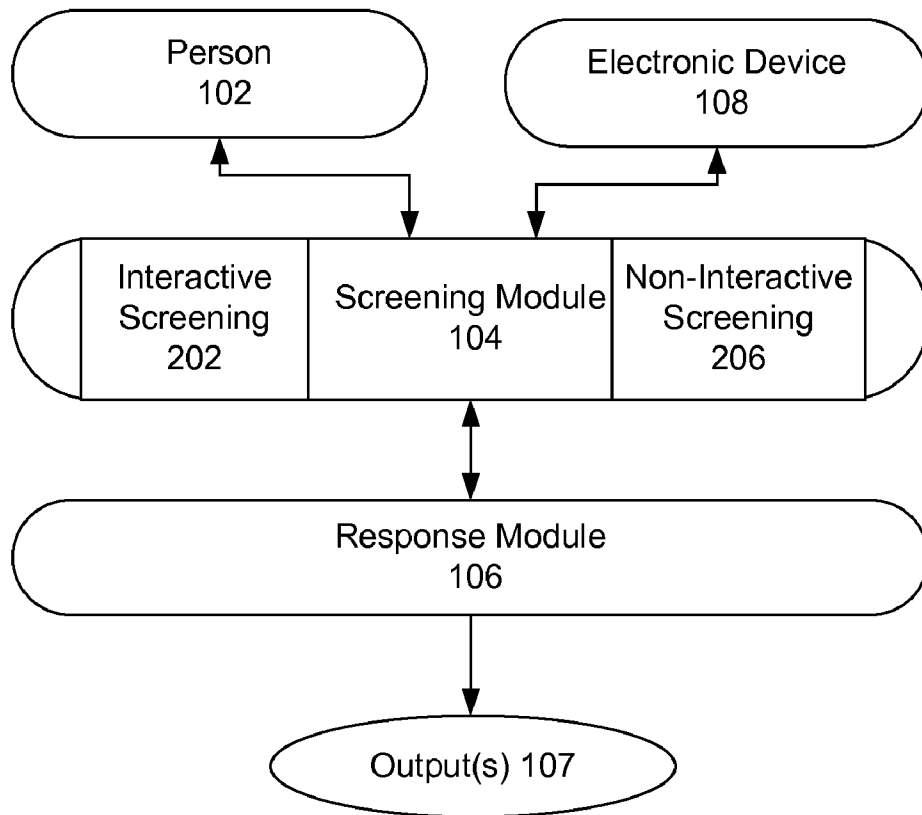 Person
102
Electronic Device
108
Interactive
Screening
202
Screening Module
104
Non-Interactive
Screening
206
Response Module
106
Output(s) 107